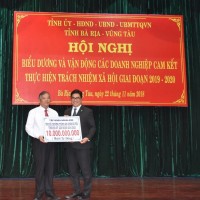 TỈNH ỦY - HĐND - UBND - UBMTTQVN
TỈNH BÀ RỊA - VŨNG TÀU
HỘI NGHỊ
BIỂU DƯƠNG VÀ VẬN ĐỘNG CÁC DOANH NGHIỆP CAM KẾT
THỰC HIỆN TRÁCH NHIỆM XÃ HỘI GIAI ĐOẠN 2019 - 2020
Bà Rịa - Vũng Tàu, ngày 22 tháng 11 năm 2018
10,000,000,000